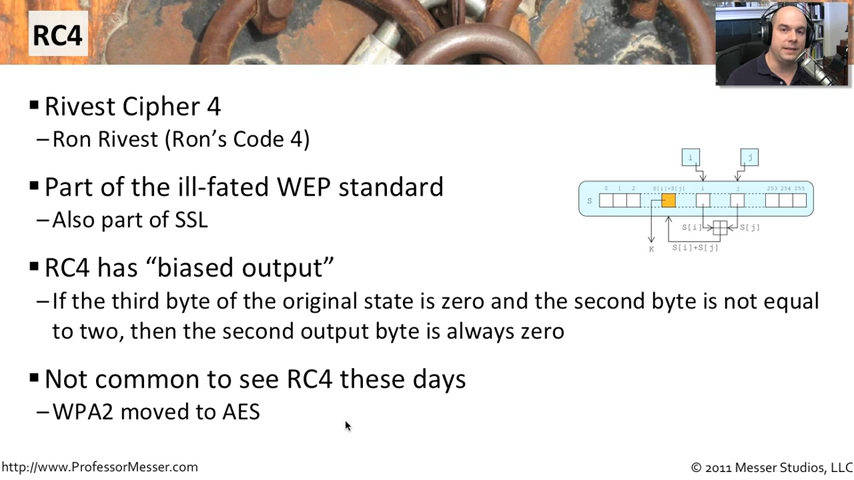 RC4
Rivest Cipher 4
–Ron Rivest (Ron’s Code 4)
Part of the ill-fated WEP standard
–Also part of SSL
RC4 has “biased output”
–If the third byte of the original state is zero and the second byte is not equal
to two, then the second output byte is always zero
Not common to see RC4 these days
–WPA2 moved to AES
i j
0 1 2 S[i]+S[j] i j 253 254 255
S
S[i] S[j]
K S[i]+S[j]
http://www.ProfessorMesser.com
© 2011 Messer Studios, LLC